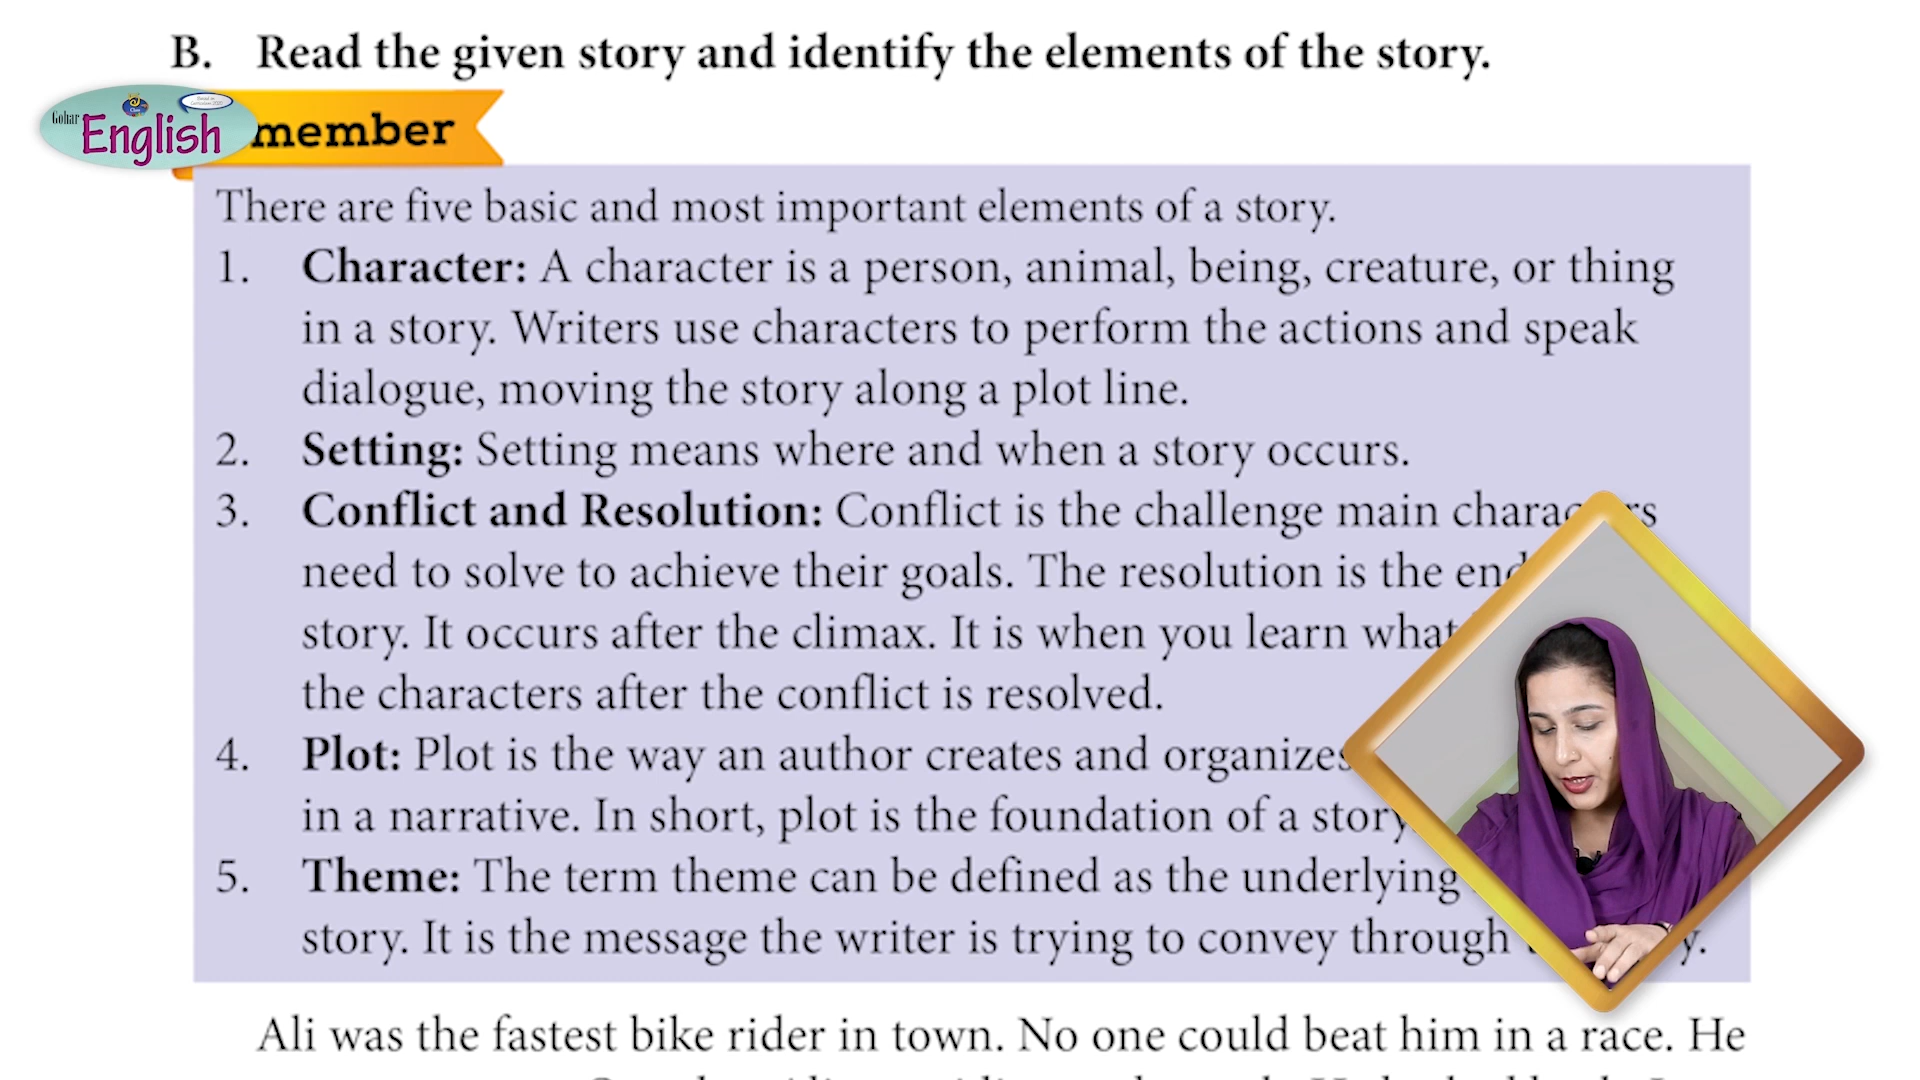 B. Read the given story and identify the elements of the story.
Gohar
English
member
There are five basic and most important elements of a story.
1. Character: A character is a person, animal, being, creature, or thing
in a story. Writers use characters to perform the actions and speak
dialogue, moving the story along a plot line.
2. Setting: Setting means where and when a story occurs.
3. Conflict and Resolution: Conflict is the challenge main
need to solve to achieve their goals. The resolution is the
story. It occurs after the climax. It is when you learn what
the characters after the conflict is resolved.
4. Plot: Plot is the way an author creates and organizes
in a narrative. In short, plot is the foundation of a story
5. Theme: The term theme can be defined as the underlying
story. It is the message the writer is trying to convey through
Ali was the fastest bike rider in town. No one could beat him in a race. He